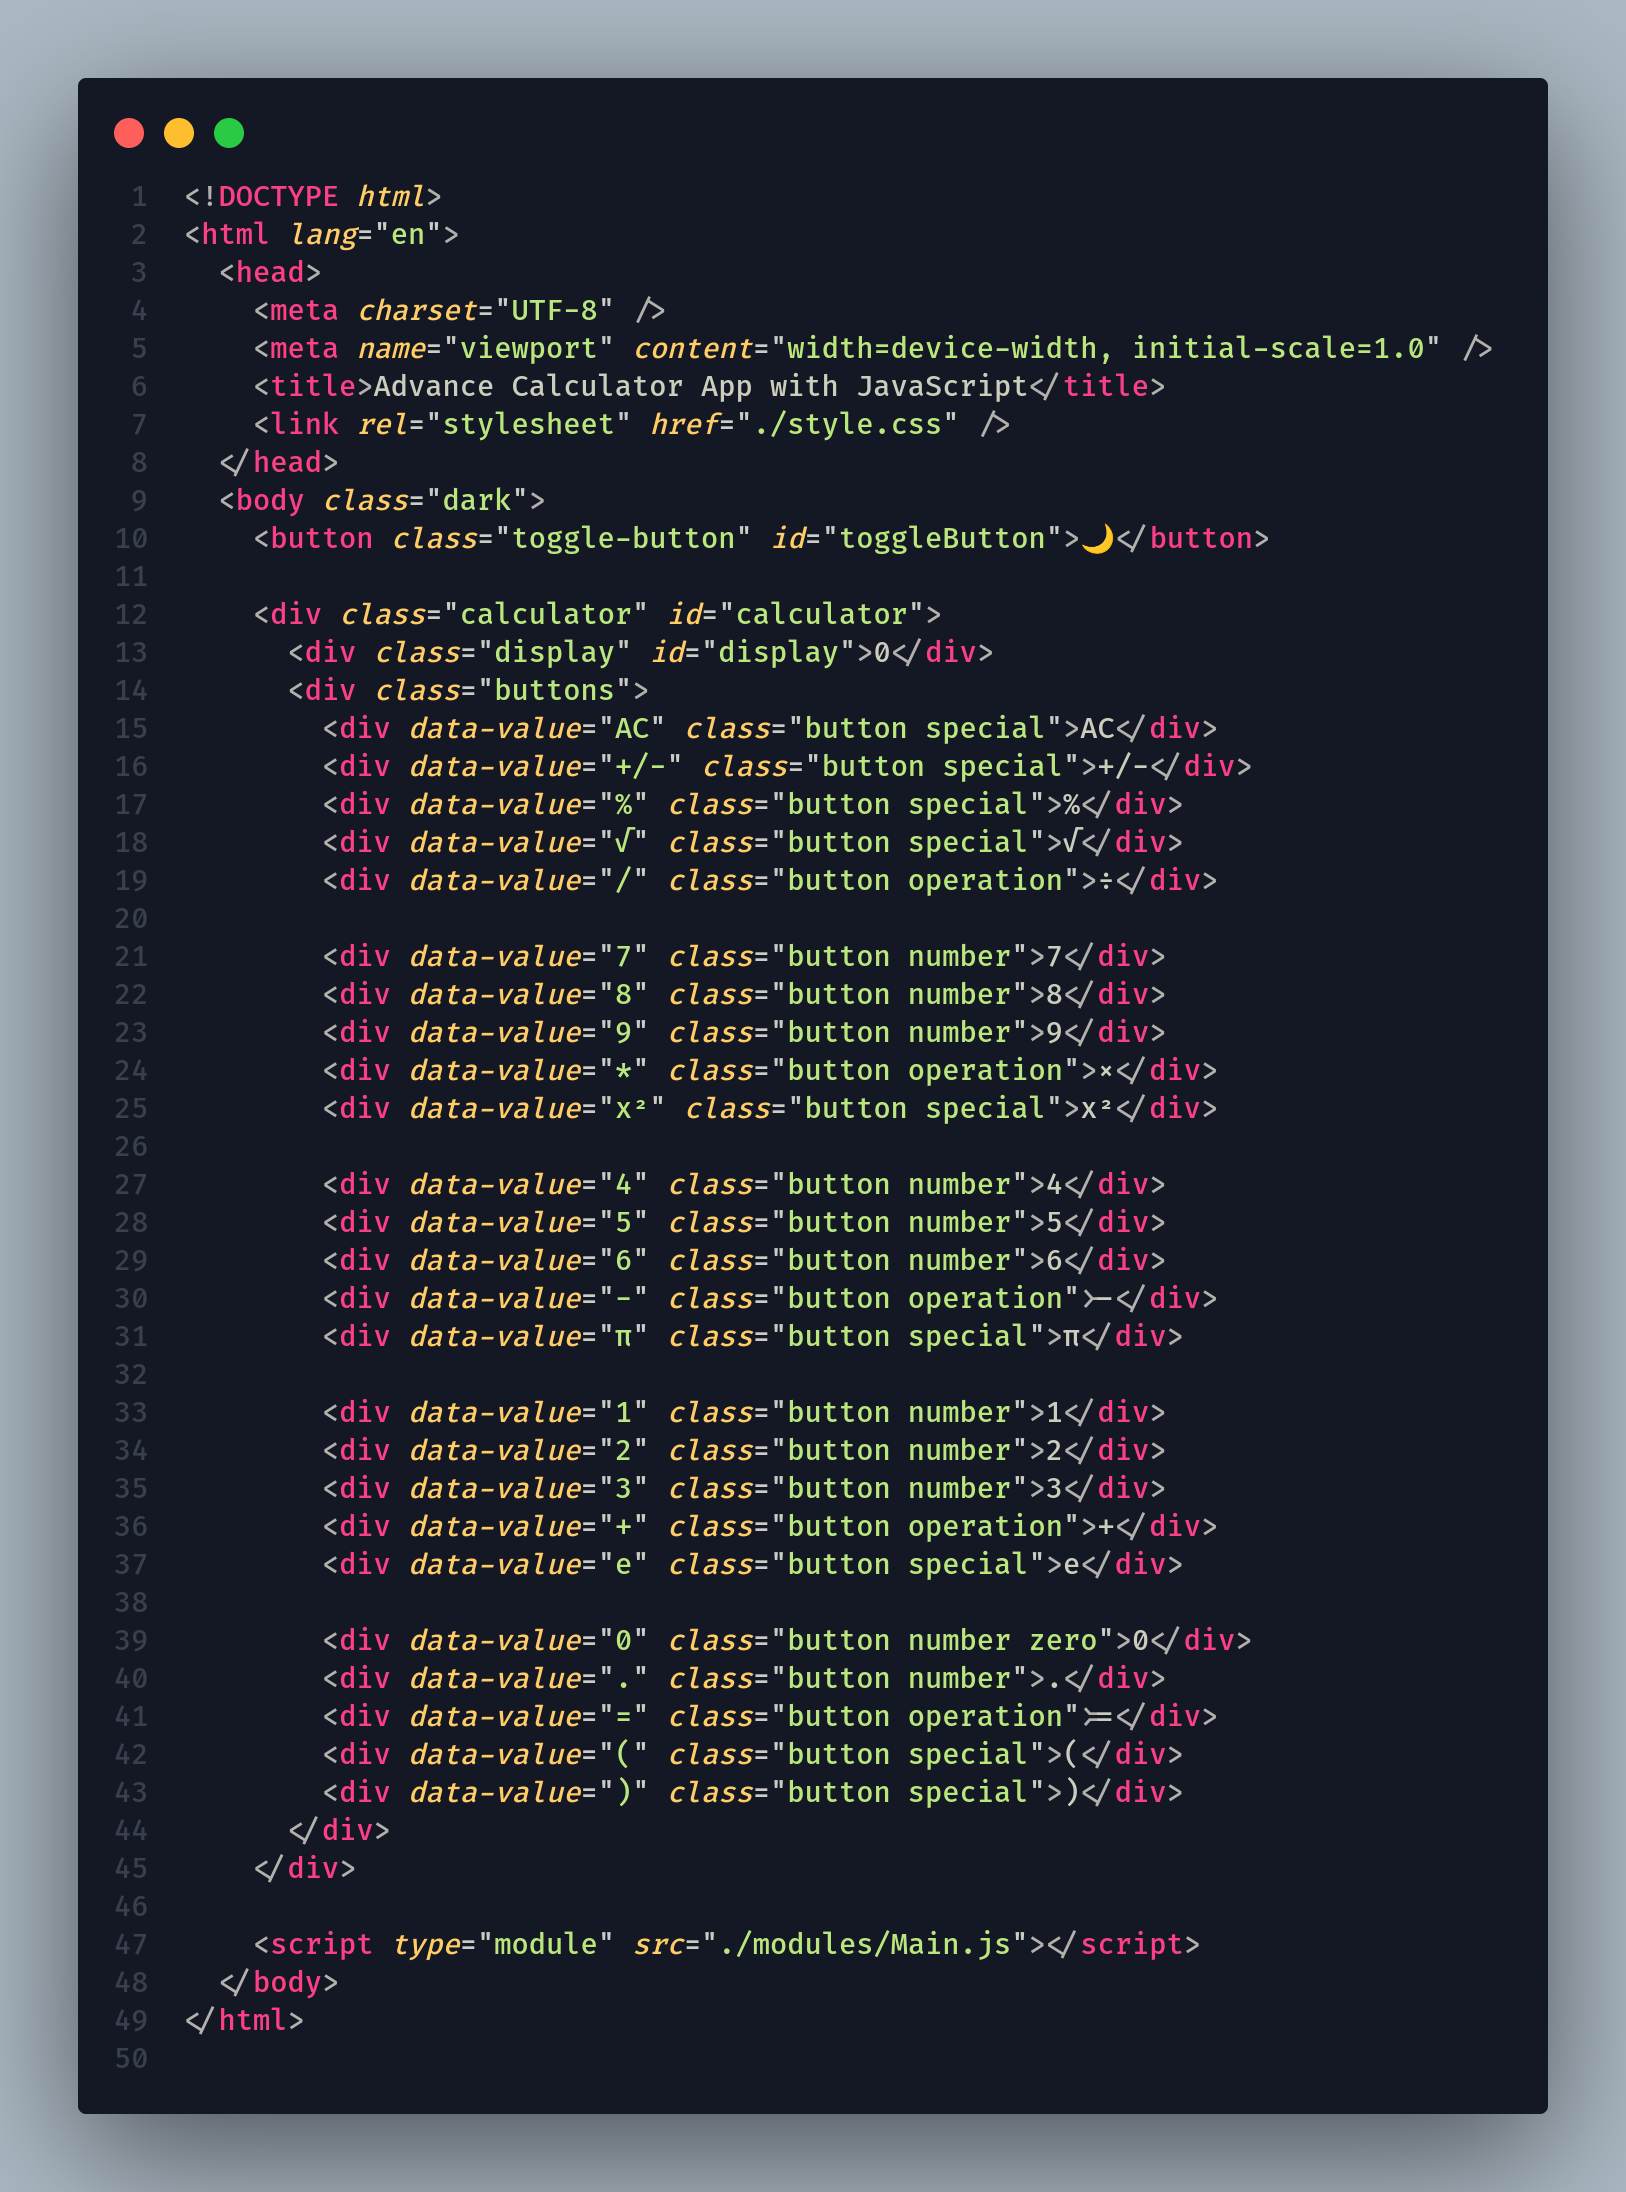 1 <!DOCTYPE html>
2 <html lang="en">
3   <head>
4     <meta charset="UTF-8" />
5     <meta name="viewport" content="width=device-width, initial-scale=1.0" />
6     <title>Advance Calculator App with JavaScript</title>
7     <link rel="stylesheet" href="./style.css" />
8   </head>
9   <body class="dark">
10     <button class="toggle-button" id="toggleButton">🌙</button>
11
12     <div class="calculator" id="calculator">
13       <div class="display" id="display">0</div>
14       <div class="buttons">
15         <div data-value="AC" class="button special">AC</div>
16         <div data-value="+/-" class="button special">+/-</div>
17         <div data-value="%" class="button special">%</div>
18         <div data-value="√" class="button special">√</div>
19         <div data-value="/" class="button operation">÷</div>
20
21         <div data-value="7" class="button number">7</div>
22         <div data-value="8" class="button number">8</div>
23         <div data-value="9" class="button number">9</div>
24         <div data-value="*" class="button operation">×</div>
25         <div data-value="x²" class="button special">x²</div>
26
27         <div data-value="4" class="button number">4</div>
28         <div data-value="5" class="button number">5</div>
29         <div data-value="6" class="button number">6</div>
30         <div data-value="-" class="button operation">-</div>
31         <div data-value="π" class="button special">π</div>
32
33         <div data-value="1" class="button number">1</div>
34         <div data-value="2" class="button number">2</div>
35         <div data-value="3" class="button number">3</div>
36         <div data-value="+" class="button operation">+</div>
37         <div data-value="e" class="button special">e</div>
38
39         <div data-value="0" class="button number zero">0</div>
40         <div data-value="." class="button number">.</div>
41         <div data-value="=" class="button operation">=</div>
42         <div data-value="(" class="button special">(</div>
43         <div data-value=")" class="button special">)</div>
44       </div>
45     </div>
46
47     <script type="module" src="./modules/Main.js"></script>
48   </body>
49 </html>
50